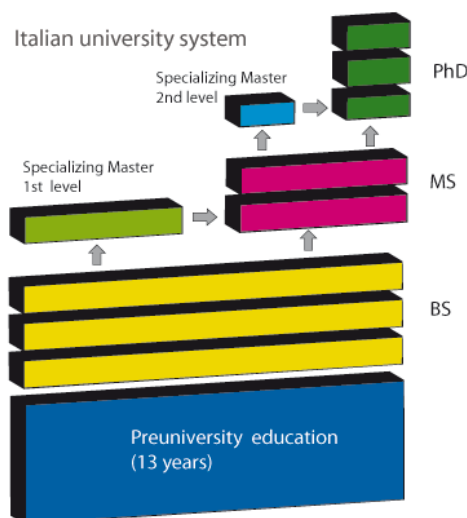 Italian university system
PhD
Specializing Master
2nd level
Specializing Master
1st level
MS
BS
Preuniversity education
(13 years)